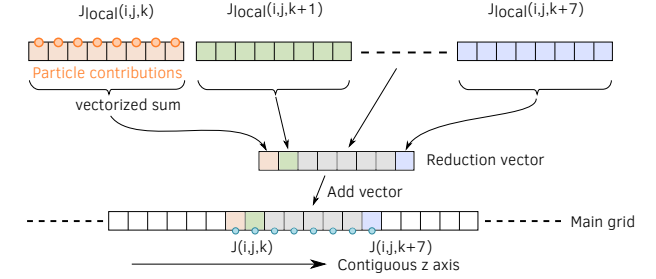 Jlocal(i,j,k)
Jlocal(i,j,k+1)
Jlocal(i,j,k+7)
Particle contributions
vectorized sum
Reduction vector
Add vector
Main grid
J(i,j,k)
J(i,j,k+7)
Contiguous z axis